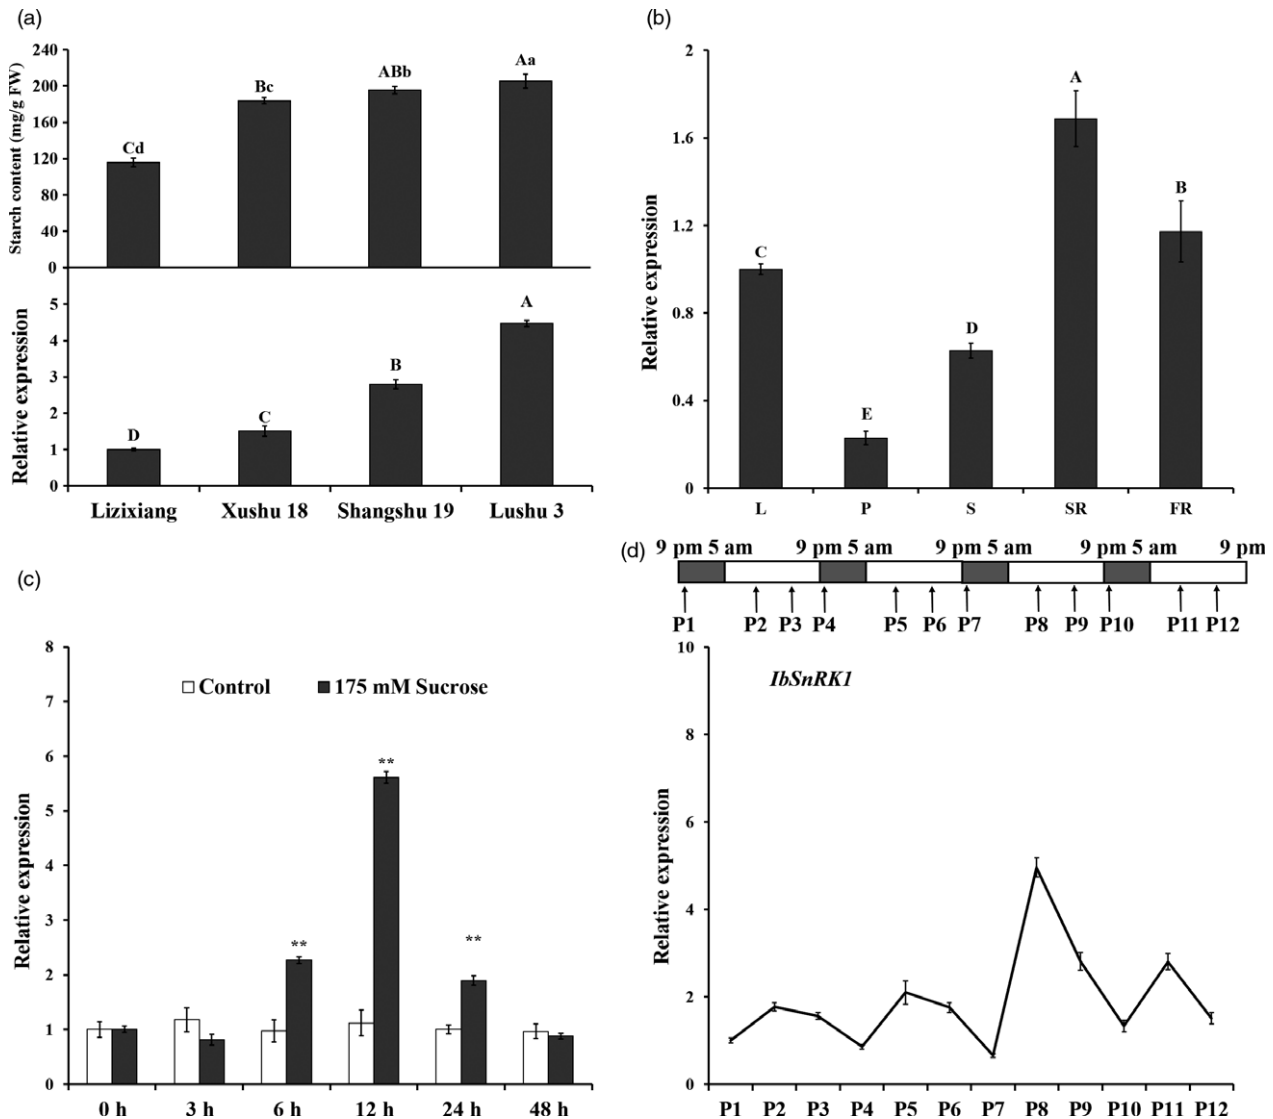 (a)
Starch content (mg/g FW)
240
200
160
120
80
40
0
Cd
Bc
ABb
Aa
Relative expression
5
4
3
2
1
0
D
C
B
A
Lizixiang
Xushu 18
Shangshu 19
Lushu 3
(b)
Relative expression
2
1.6
1.2
0.8
0.4
0
C
E
D
A
B
L
P
S
SR
FR
(c)
Relative expression
8
7
6
5
4
3
2
1
0
Control
175 mM Sucrose
**
**
**
0 h
3 h
6 h
12 h
24 h
48 h
(d)
9 pm 5 am 9 pm 5 am 9 pm 5 am 9 pm 5 am 9 pm
P1 P2 P3 P4 P5 P6 P7 P8 P9 P10 P11 P12
Relative expression
10
8
6
4
2
0
IbSnRK1
P1 P2 P3 P4 P5 P6 P7 P8 P9 P10 P11 P12